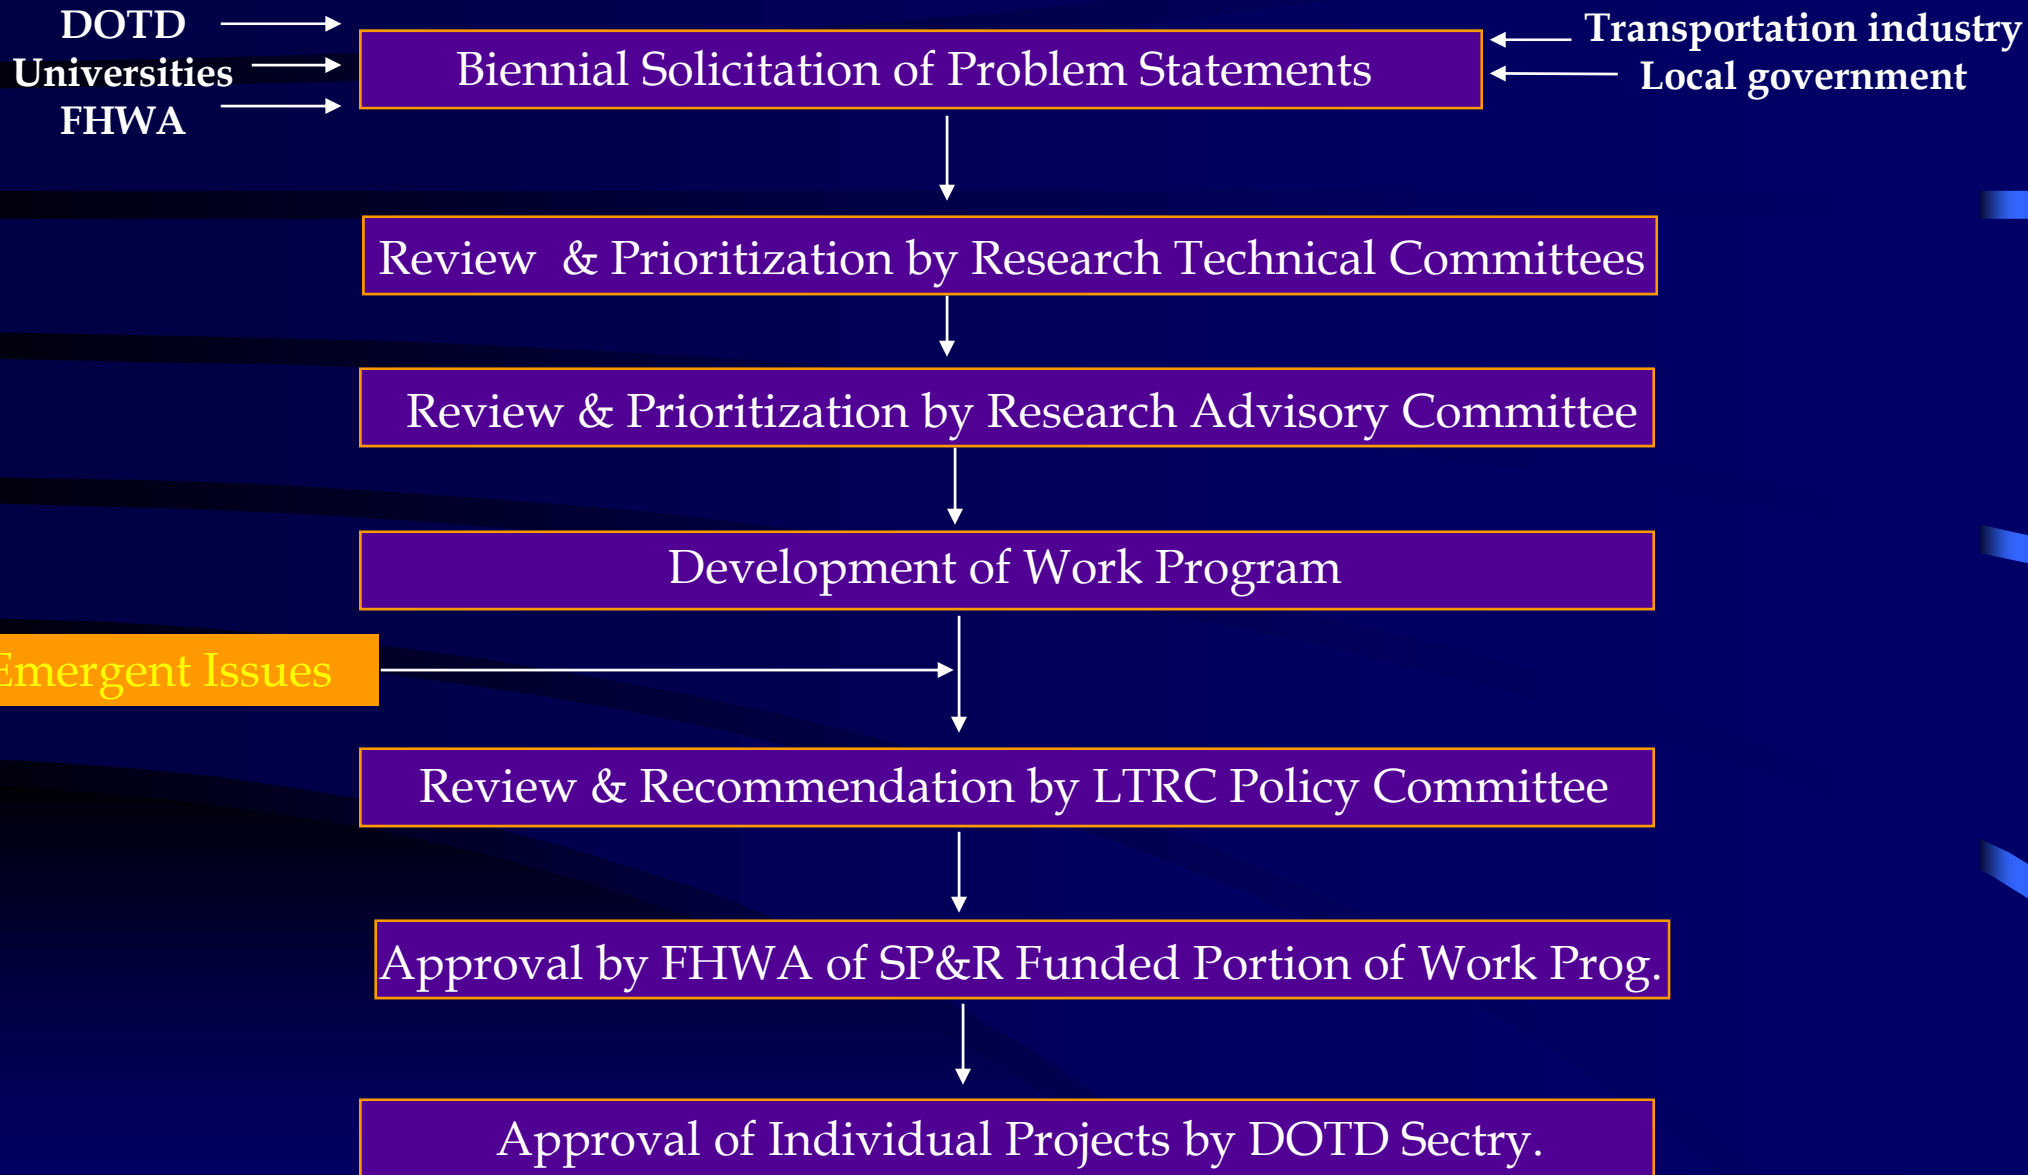 DOTD
Universities
FHWA
Transportation industry
Local government
Biennial Solicitation of Problem Statements
Review & Prioritization by Research Technical Committees
Review & Prioritization by Research Advisory Committee
Development of Work Program
Emergent Issues
Review & Recommendation by LTRC Policy Committee
Approval by FHWA of SP&R Funded Portion of Work Prog.
Approval of Individual Projects by DOTD Sectry.